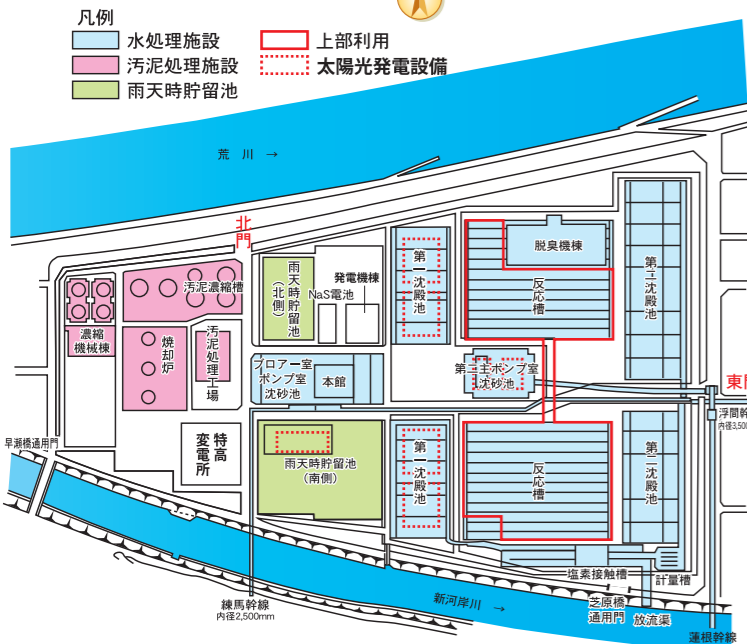 凡例
水処理施設
上部利用
汚泥処理施設
太陽光発電設備
雨天時貯留池
荒 川 →
北門
脱臭機棟
第一沈殿池
反応槽
第二沈殿池
雨天時貯留池
(北側)
発電機棟
NaS電池
汚泥濃縮槽
濃縮
機械棟
焼却炉
汚泥処理工場
ブロアー室
ポンプ室
沈砂池
本館
第二主ポンプ室
沈砂池
東
浮間幹
内径3,500
早瀬橋通用門
特高
変電所
雨天時貯留池
(南側)
第一沈殿池
反応槽
第二沈殿池
塩素接触槽
計量槽
練馬幹線
内径2,500mm
新河岸川 →
芝原橋
通用門
放流渠
蓮根幹線